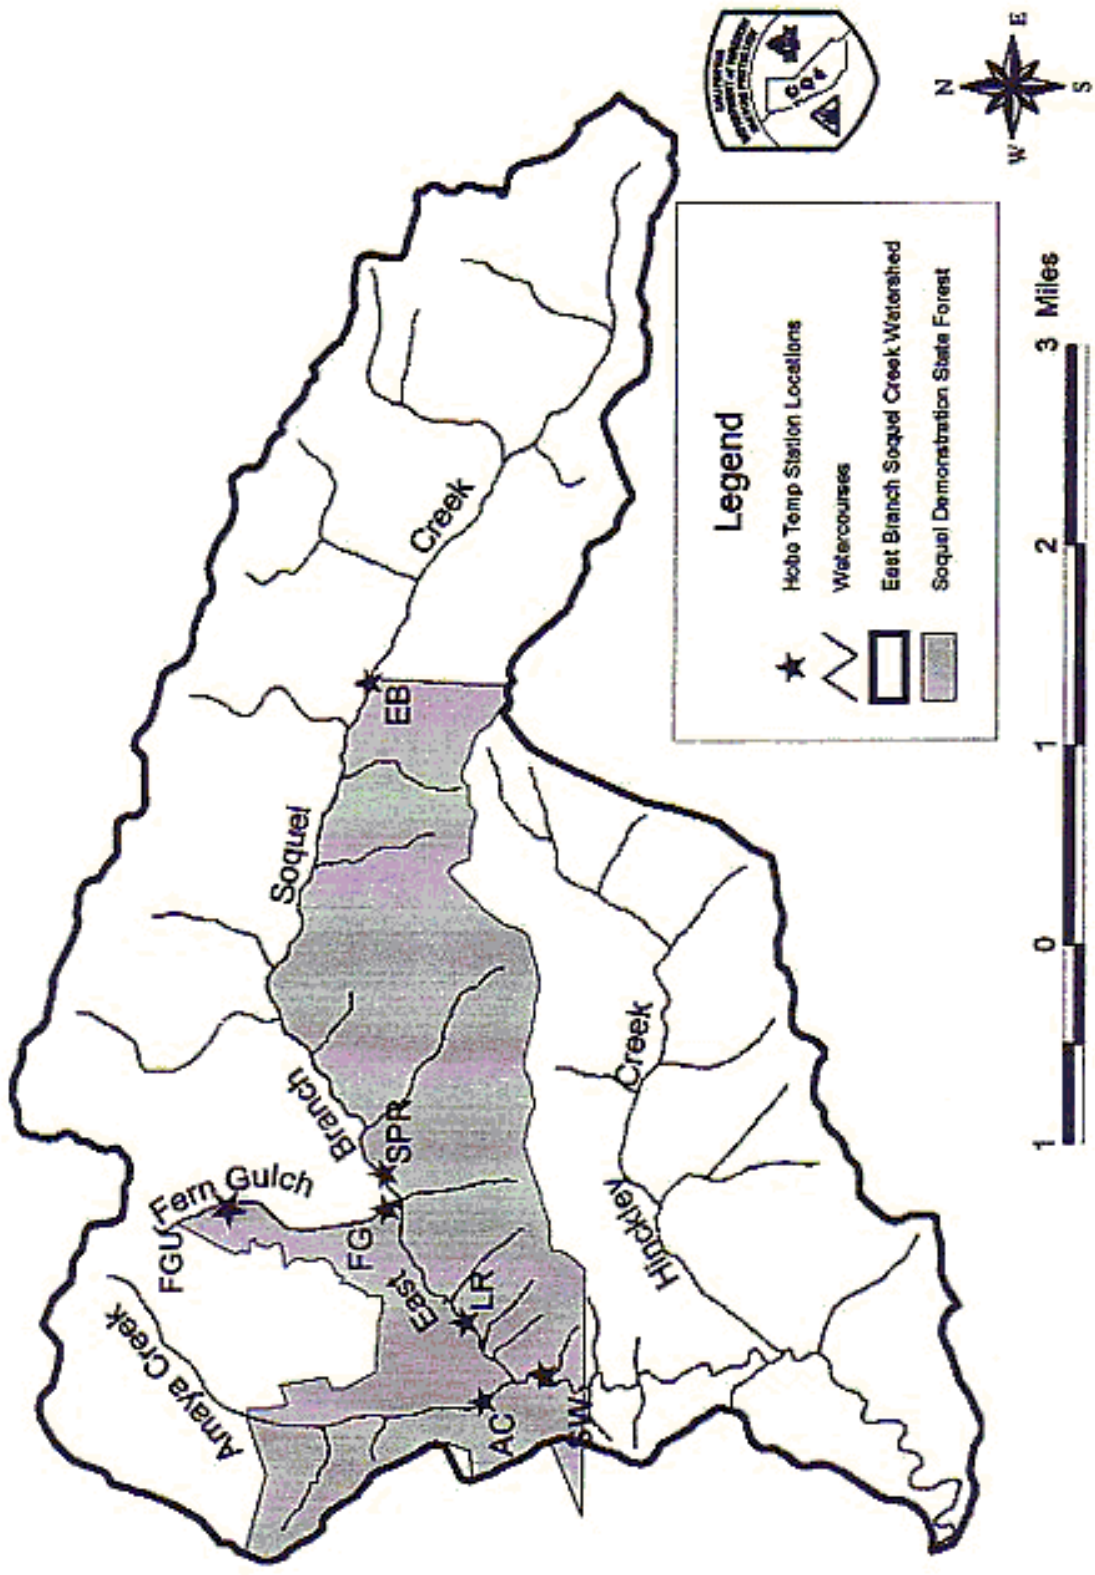 Amaya Creek
FGU
Fern Gulch
FG
Branch
SPR
East
LR
AC
SW
Soquel
EB
Creek
Hinckley
Creek
Legend
Hobo Temp Station Locations
Watercourses
East Branch Soquel Creek Watershed
Soquel Demonstration State Forest
1 0 1 2 3 Miles
CALIFORNIA
CDF
N
W E
S